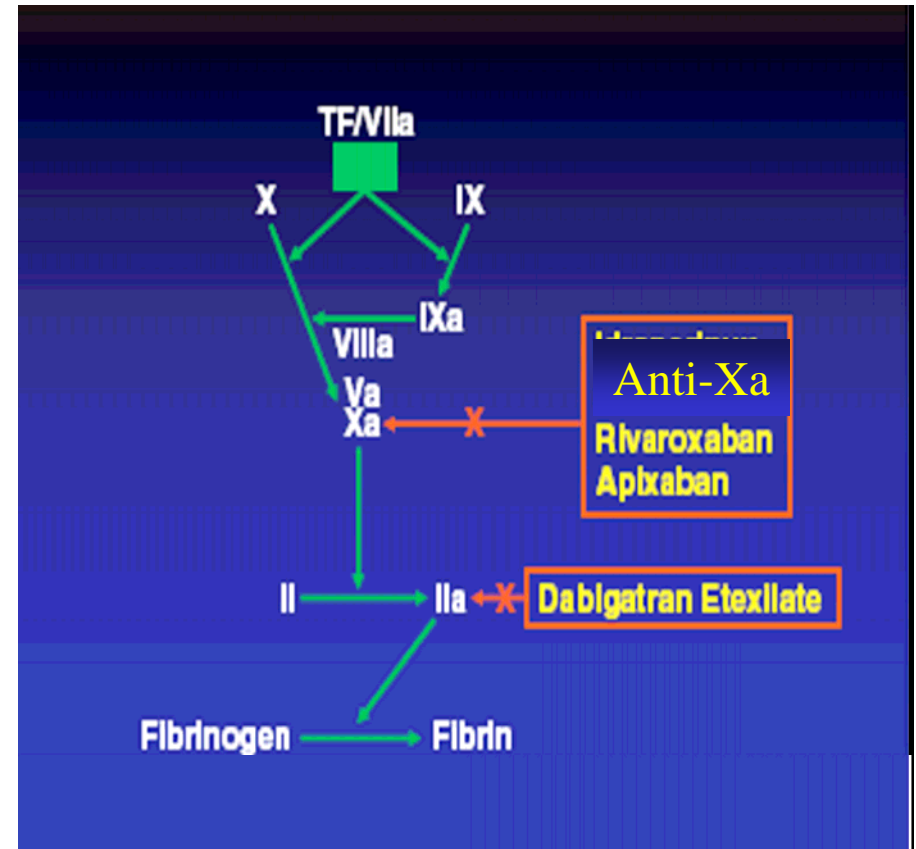 TF/VIIa
X IX
IXa
VIIIa
Va
Xa
X
Anti-Xa
Rivaroxaban
Apixaban
II IIa X Dabigatran Etexilate
Fibrinogen Fibrin